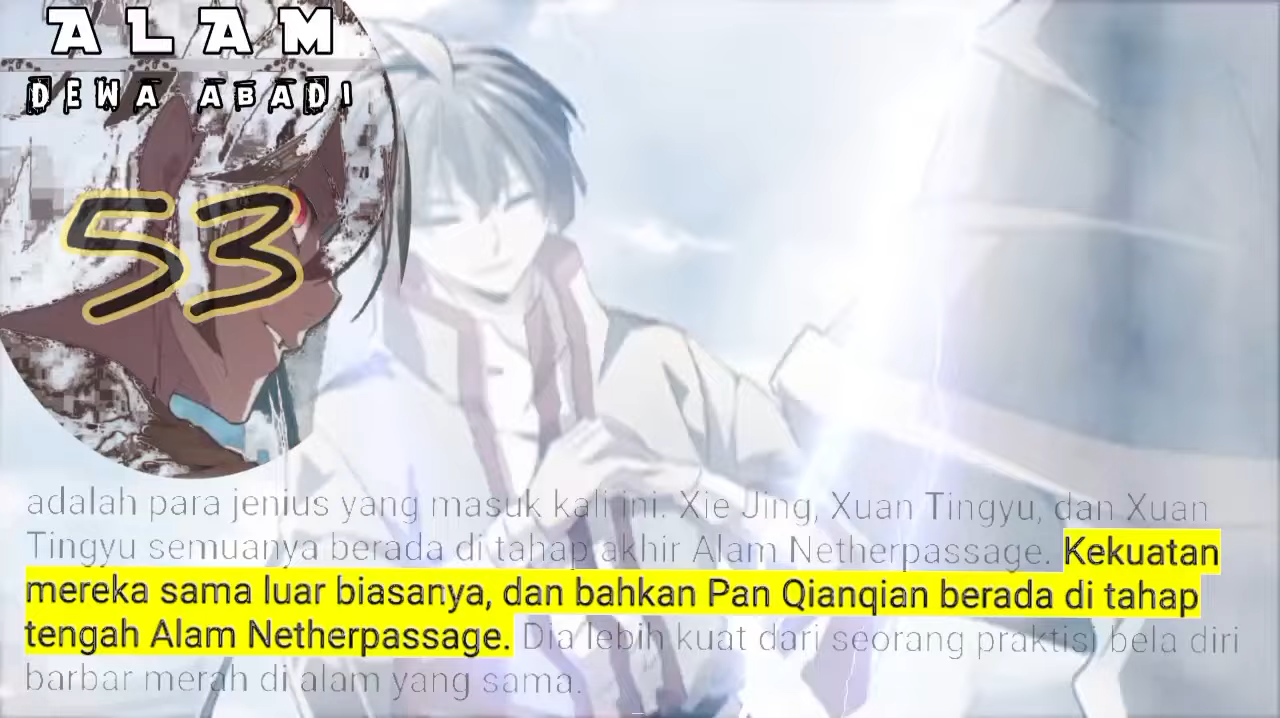 ALAM
DEWA ABADI
53
adalah para jenius yang masuk kali ini. Xie Jing, Xuan Tingyu, dan Xuan
Tingyu semuanya berada di tahap akhir Alam Netherpassage. Kekuatan
mereka sama luar biasanya, dan bahkan Pan Qianqian berada di tahap
tengah Alam Netherpassage. Dia lebih kuat dari seorang praktisi bela diri
barbar merah di alam yang sama.